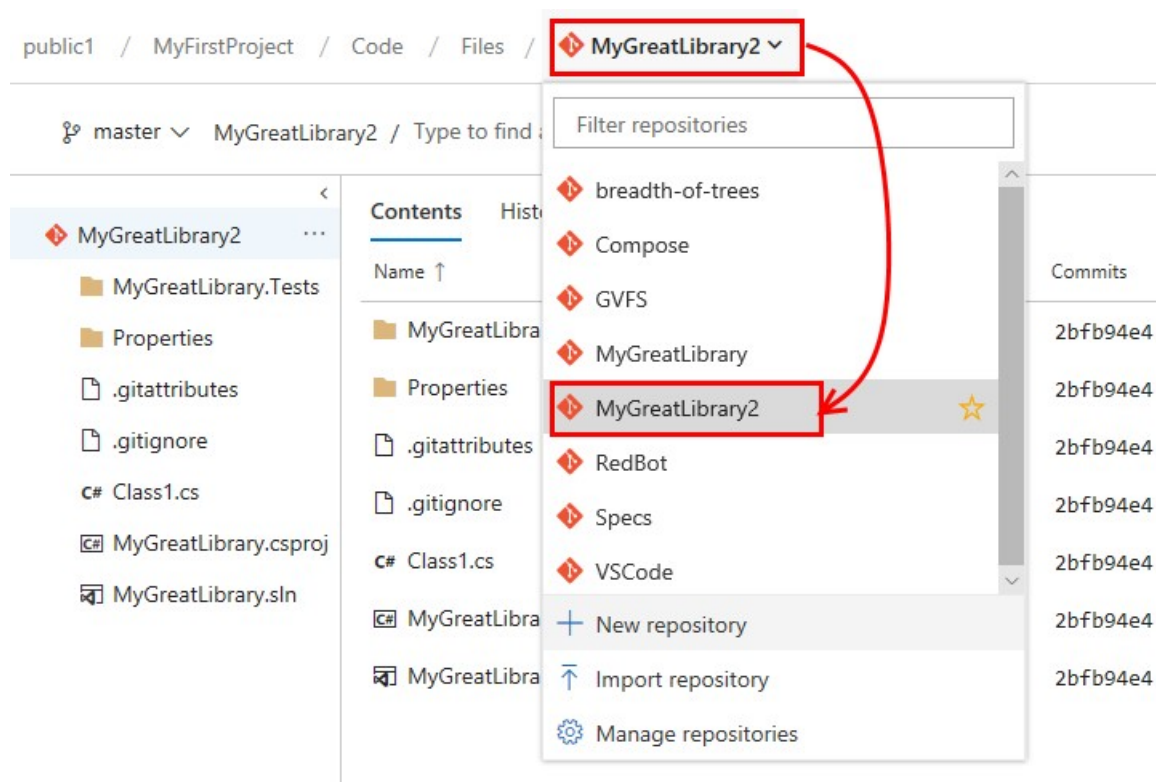 public1 / MyFirstProject / Code / Files / MyGreatLibrary2
master MyGreatLibrary2 / Type to find
Filter repositories
breadth-of-trees
Compose
GVFS
MyGreatLibrary
MyGreatLibrary2
RedBot
Specs
VSCode
New repository
Import repository
Manage repositories
MyGreatLibrary2 ...
MyGreatLibrary.Tests
Properties
.gitattributes
.gitignore
C# Class1.cs
C# MyGreatLibrary.csproj
MyGreatLibrary.sln
Contents
Name ↑ Commits
2bfb94e4
Properties 2bfb94e4
.gitattributes 2bfb94e4
.gitignore 2bfb94e4
C# Class1.cs 2bfb94e4
C# 2bfb94e4
2bfb94e4